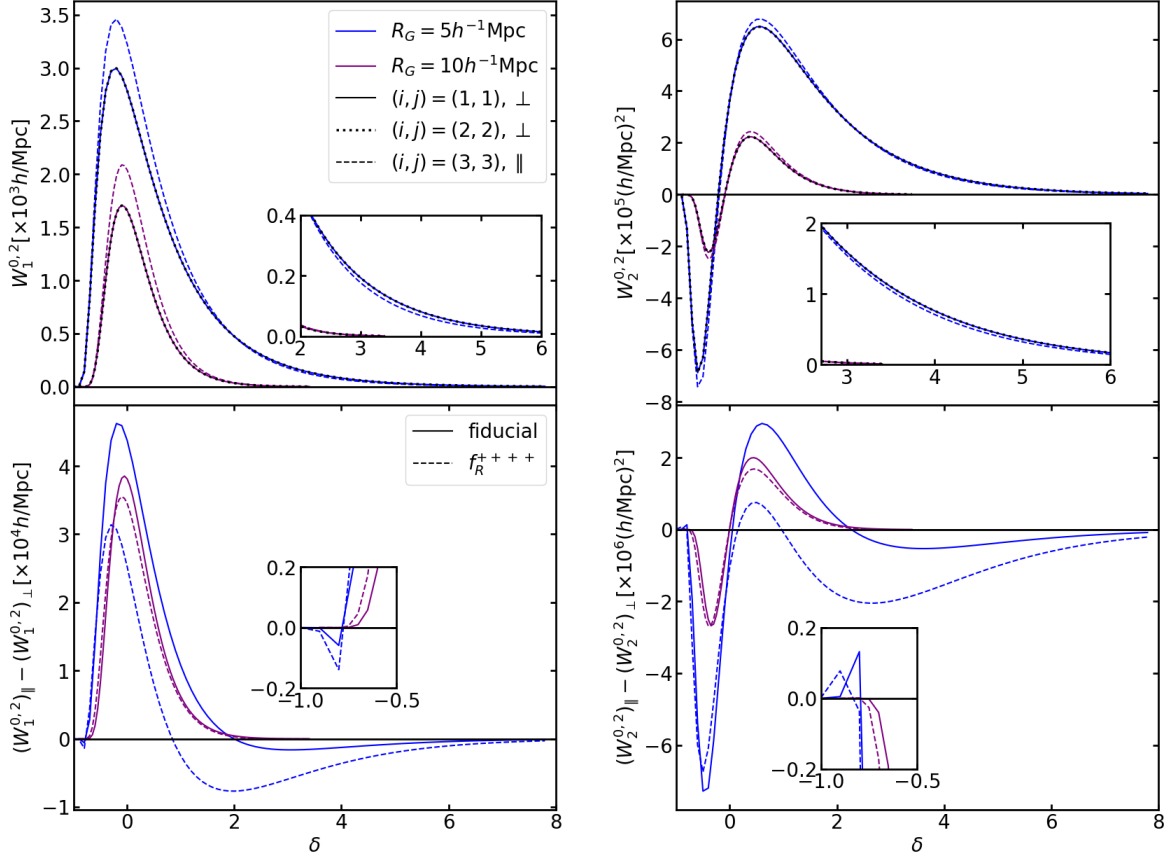 3.5
3.0
2.5
2.0
1.5
1.0
0.5
0.0
W_1^{0,2}[×10^3h/Mpc]
R_G = 5h^{-1}Mpc
R_G = 10h^{-1}Mpc
(i, j) = (1, 1), ⊥
(i, j) = (2, 2), ⊥
(i, j) = (3, 3), ∥
0.4
0.2
0.0
2 3 4 5 6
6
4
2
0
−2
−4
−6
−8
W_2^{0,2}[×10^5(h/Mpc)^2]
2
1
0
3 4 5 6
4
3
2
1
0
−1
(W_1^{0,2})_∥ − (W_1^{0,2})_⊥[×10^4h/Mpc]
fiducial
f_R^{++++}
0.2
0.0
−0.2
−1.0 −0.5
0 2 4 6 8
δ
2
0
−2
−4
−6
(W_2^{0,2})_∥ − (W_2^{0,2})_⊥[×10^6(h/Mpc)^2]
0.2
0.0
−0.2
−1.0 −0.5
0 2 4 6 8
δ